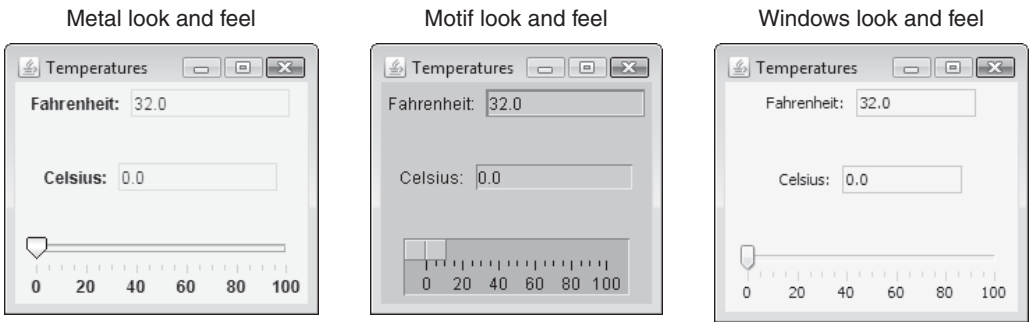 Metal look and feel
Temperatures
Fahrenheit: 32.0
Celsius: 0.0
0 20 40 60 80 100
Motif look and feel
Temperatures
Fahrenheit: 32.0
Celsius: 0.0
0 20 40 60 80 100
Windows look and feel
Temperatures
Fahrenheit: 32.0
Celsius: 0.0
0 20 40 60 80 100